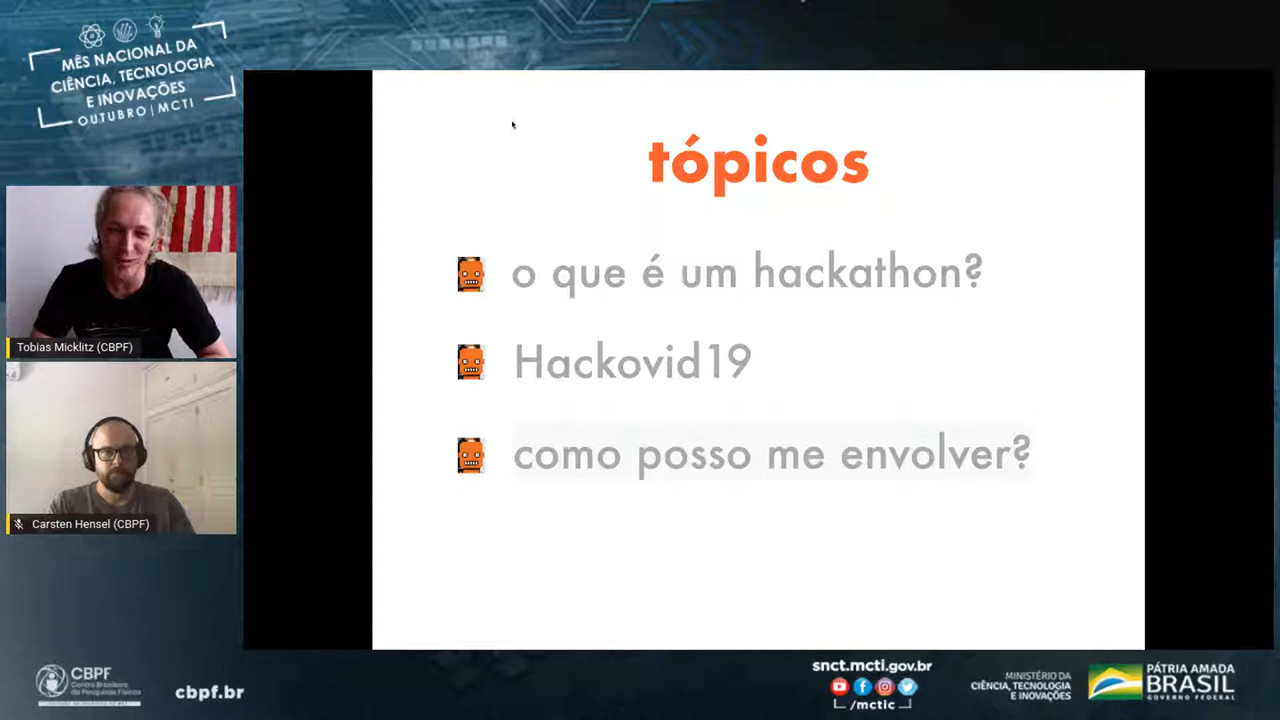 MÊS NACIONAL DA
CIÊNCIA, TECNOLOGIA
E INOVAÇÕES
OUTUBRO | MCTI
tópicos
o que é um hackathon?
Hackovid19
como posso me envolver?
Tobias Micklitz (CBPF)
Carsten Hensel (CBPF)
CBPF
Centro Brasileiro
de Pesquisas Físicas
cbpf.br
snct.mcti.gov.br
/mctic
MINISTÉRIO DA
CIÊNCIA, TECNOLOGIA
E INOVAÇÕES
PÁTRIA AMADA
BRASIL
GOVERNO FEDERAL